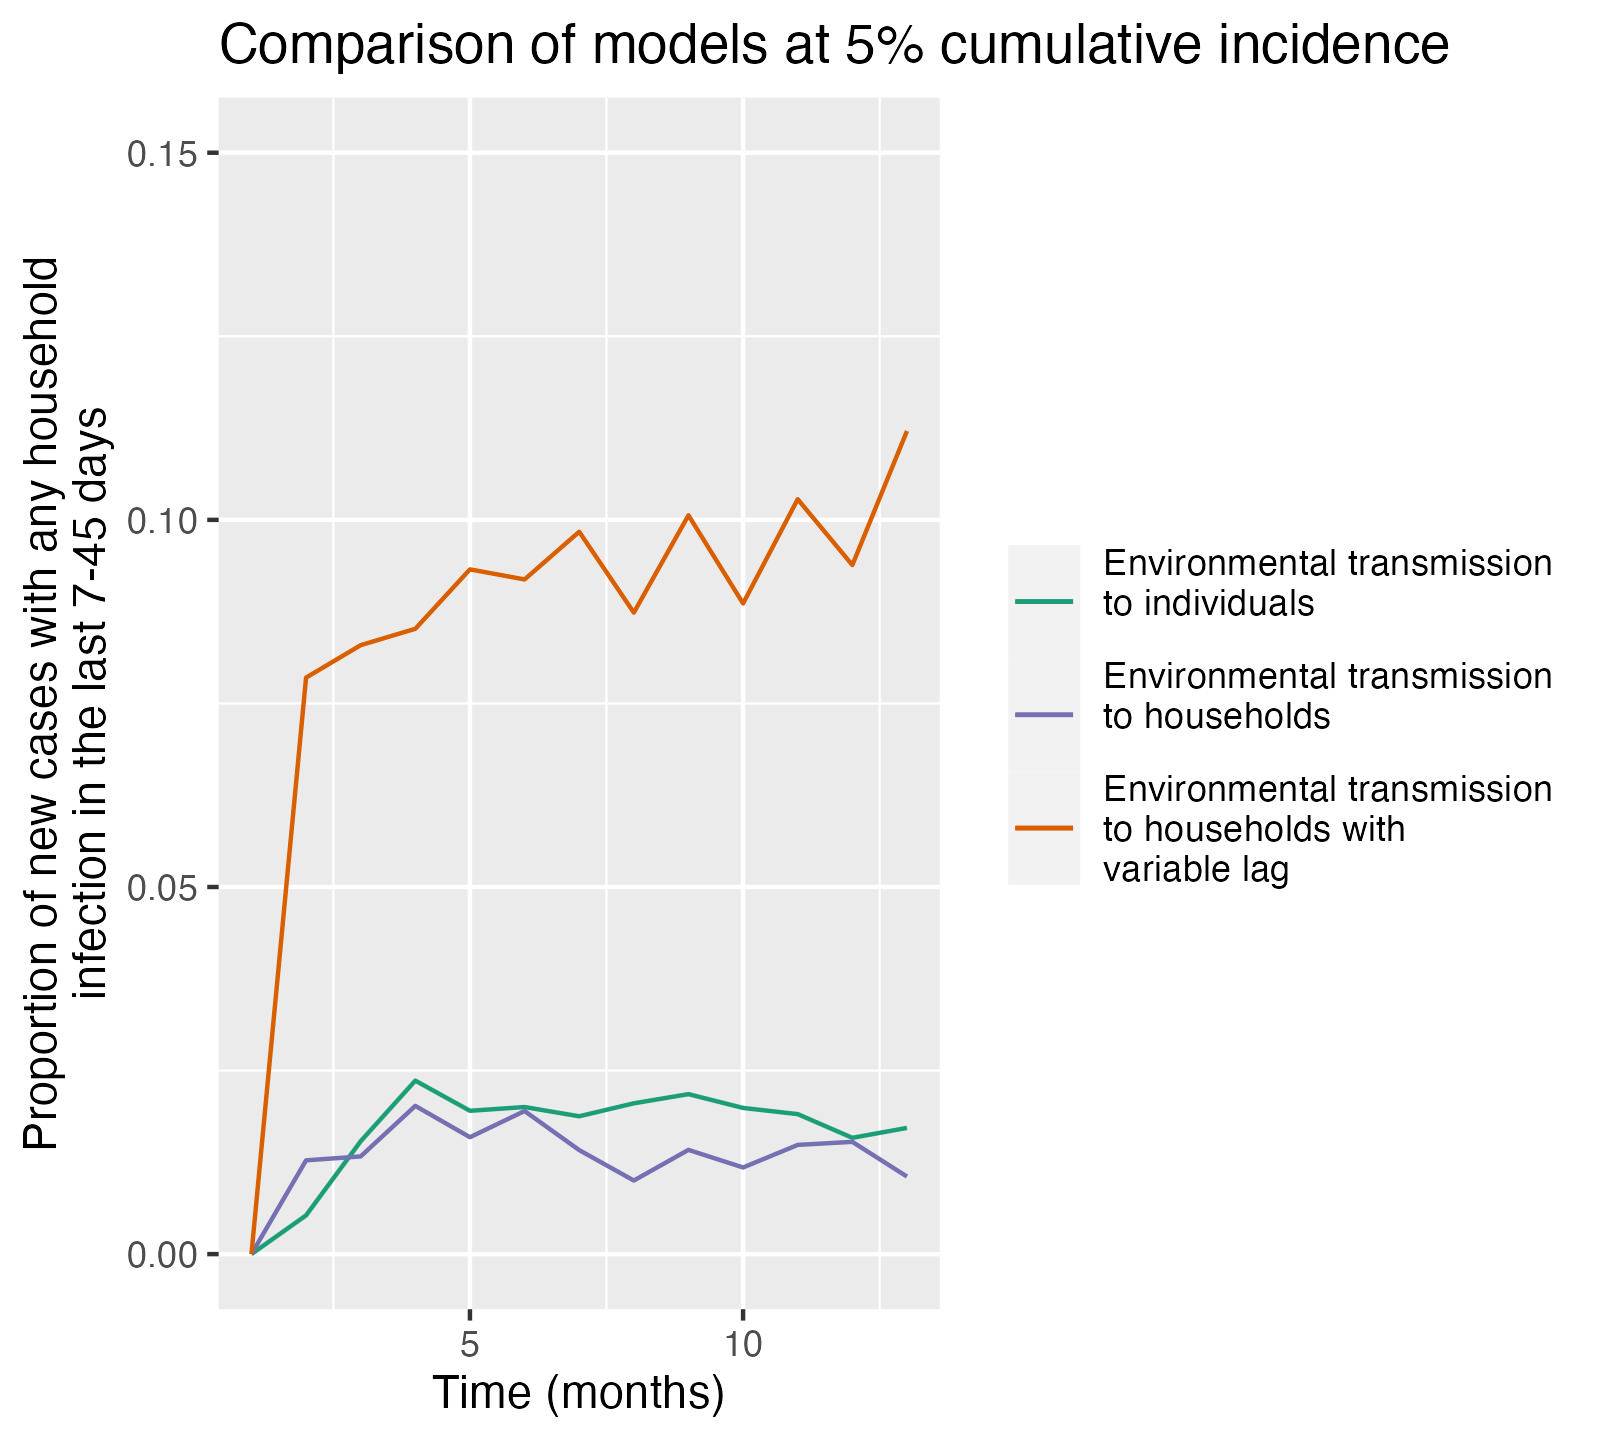 Comparison of models at 5% cumulative incidence
Proportion of new cases with any household
infection in the last 7-45 days
0.15
0.10
0.05
0.00
5
10
Time (months)
Environmental transmission
to individuals
Environmental transmission
to households
Environmental transmission
to households with
variable lag